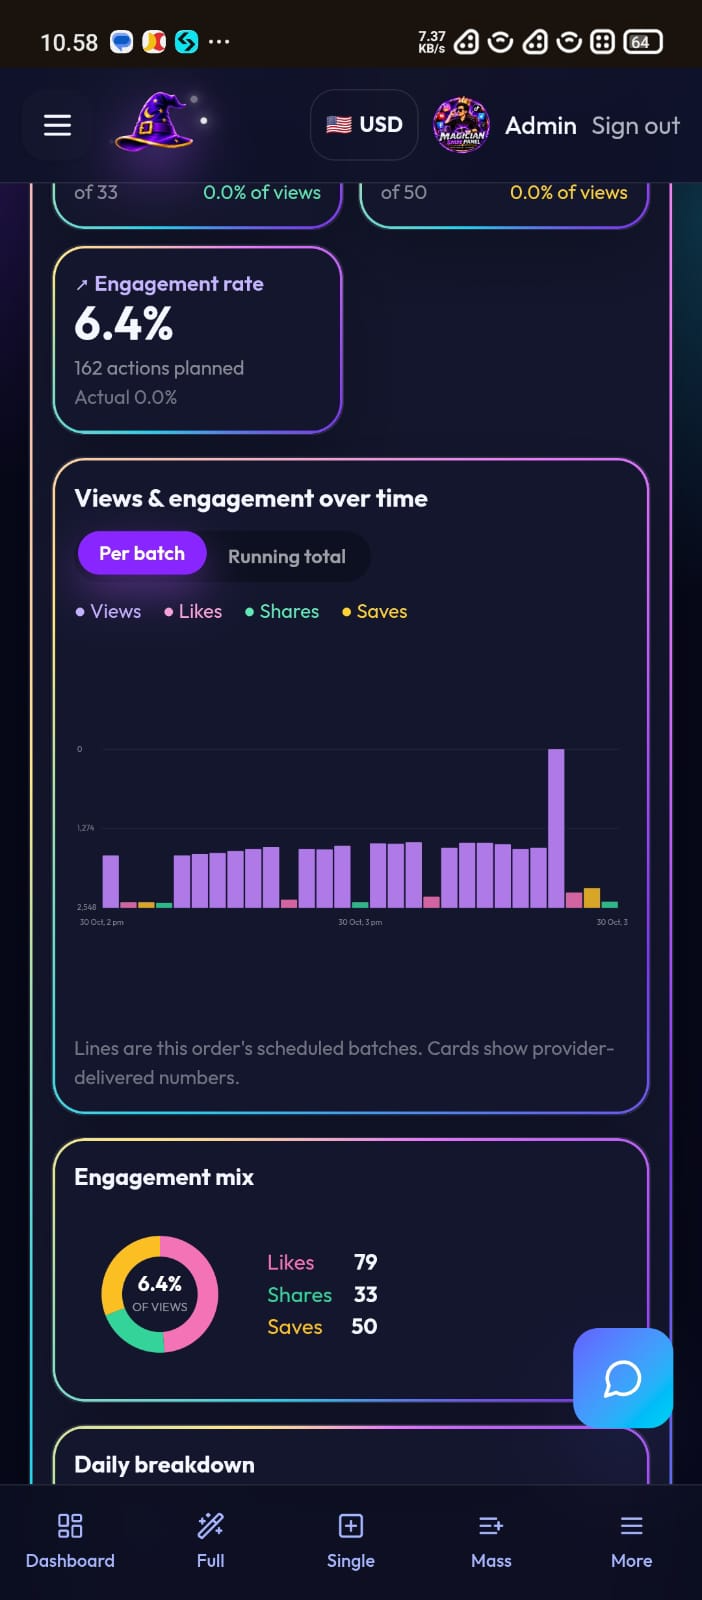 10.58
7.37
KB/s
64
USD
MAGICIAN
Admin
Sign out
of 33
0.0% of views
of 50
0.0% of views
↗ Engagement rate
6.4%
162 actions planned
Actual 0.0%
Views & engagement over time
Per batch
Running total
Views
Likes
Shares
Saves
0
1,274
2,548
30 Oct, 2 pm
30 Oct, 3 pm
30 Oct, 3
Lines are this order's scheduled batches. Cards show provider-
delivered numbers.
Engagement mix
6.4%
OF VIEWS
Likes 79
Shares 33
Saves 50
Daily breakdown
Dashboard
Full
Single
Mass
More